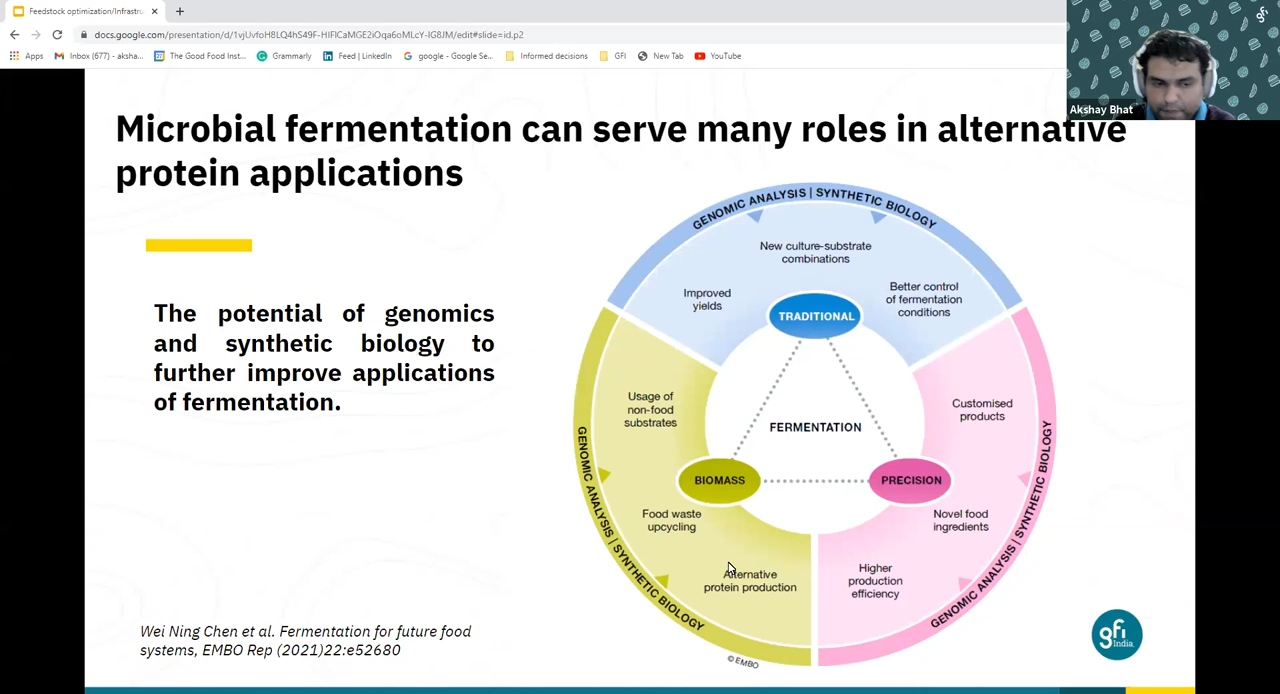 Feedstock optimization/Infrastru
docs.google.com/presentation/d/1vjUvfoH8LQ4hS49F-HIFlCaMGE2iOqa6oMLcY-IG8JM/edit#slide=id.p2
Apps
Inbox (677) - aksha...
The Good Food Inst...
Grammarly
Feed | LinkedIn
google - Google Se...
Informed decisions
GFI
New Tab
YouTube
gfi
Akshay Bhat
Microbial fermentation can serve many roles in alternative
protein applications
The potential of genomics
and synthetic biology to
further improve applications
of fermentation.
GENOMIC ANALYSIS | SYNTHETIC BIOLOGY
New culture-substrate
combinations
Improved
yields
Better control
of fermentation
conditions
TRADITIONAL
Usage of
non-food
substrates
Customised
products
FERMENTATION
GENOMIC ANALYSIS | SYNTHETIC BIOLOGY
GENOMIC ANALYSIS | SYNTHETIC BIOLOGY
BIOMASS
PRECISION
Food waste
upcycling
Novel food
ingredients
Alternative
protein production
Higher
production
efficiency
© EMBO
Wei Ning Chen et al. Fermentation for future food
systems, EMBO Rep (2021)22:e52680
gfi
India.